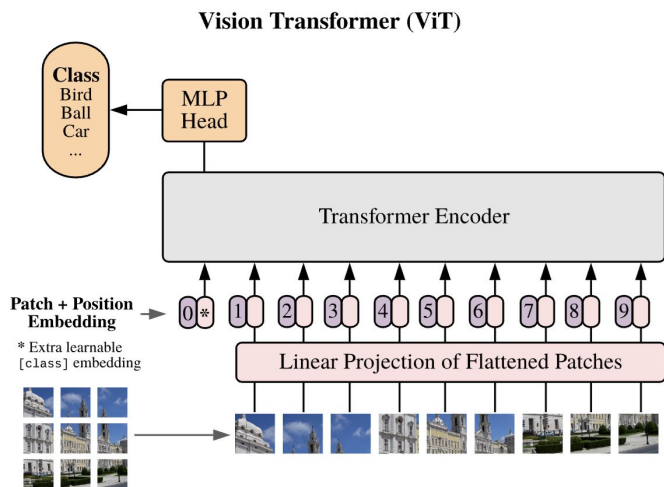 Vision Transformer (ViT)
Class
Bird
Ball
Car
...
MLP
Head
Transformer Encoder
Patch + Position
Embedding
0 * 1 2 3 4 5 6 7 8 9
* Extra learnable
[class] embedding
Linear Projection of Flattened Patches